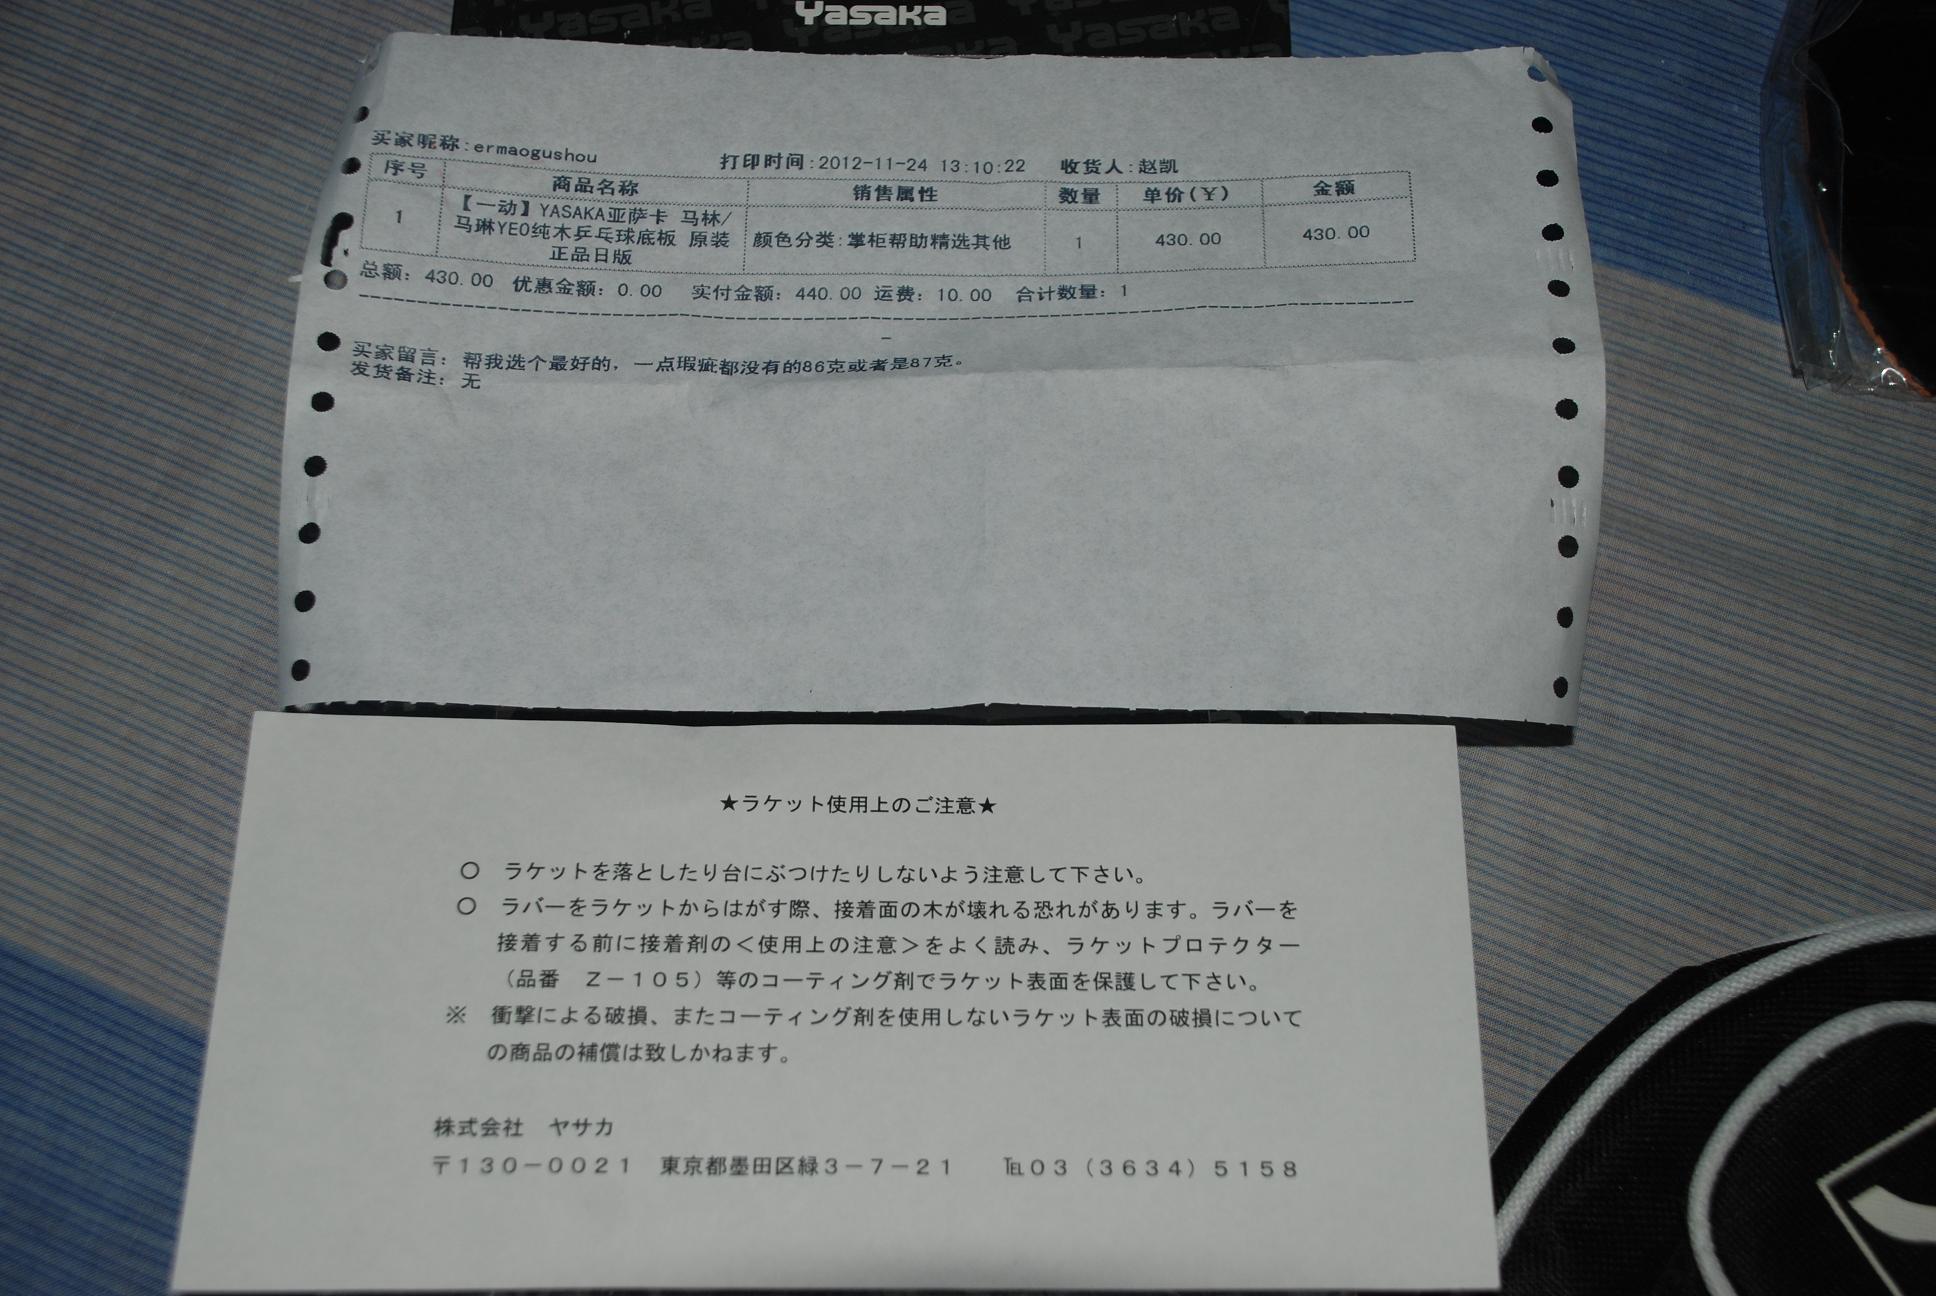 Yasaka
买家昵称:ermaogushou 打印时间:2012-11-24 13:10:22 收货人:赵凯
序号 商品名称 销售属性 数量 单价(¥) 金额
1 【一动】YASAKA亚萨卡 马林/马琳YEO纯木乒乓球底板 原装正品日版 颜色分类:掌柜帮助精选其他 1 430.00 430.00
总额: 430.00 优惠金额: 0.00 实付金额: 440.00 运费: 10.00 合计数量: 1
买家留言: 帮我选个最好的,一点瑕疵都没有的86克或者是87克。
发货备注: 无
★ラケット使用上のご注意★
○ ラケットを落としたり台にぶつけたりしないよう注意して下さい。
○ ラバーをラケットからはがす際、接着面の木が壊れる恐れがあります。ラバーを
接着する前に接着剤の<使用上の注意>をよく読み、ラケットプロテクター
(品番 Z-105)等のコーティング剤でラケット表面を保護して下さい。
※ 衝撃による破損、またコーティング剤を使用しないラケット表面の破損について
の商品の補償は致しかねます。
株式会社 ヤサカ
〒130-0021 東京都墨田区緑3-7-21 ℡03(3634)5158